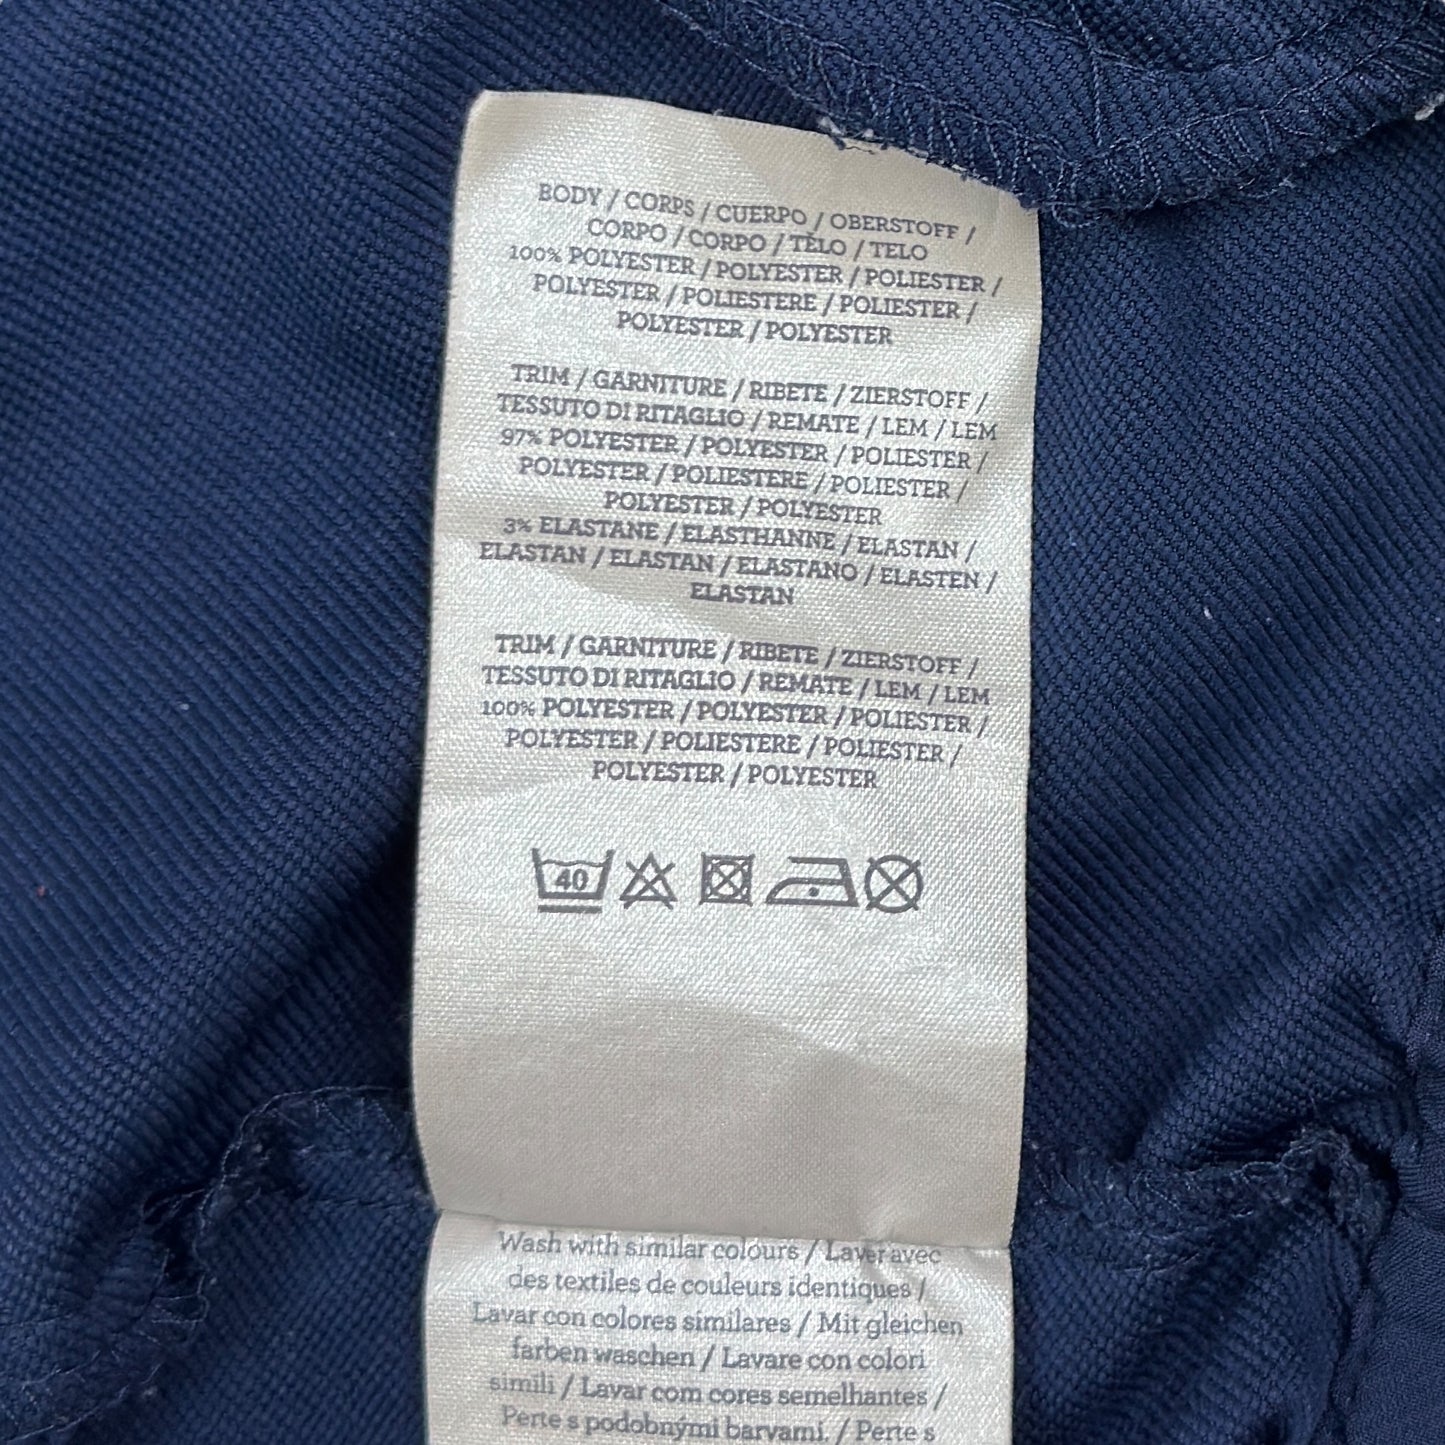 BODY / CORPS / CUERPO / OBERSTOFF /
CORPO / CORPO / TĚLO / TELO
100% POLYESTER / POLYESTER / POLIESTER /
POLYESTER / POLIESTERE / POLIESTER /
POLYESTER / POLYESTER
TRIM / GARNITURE / RIBETE / ZIERSTOFF /
TESSUTO DI RITAGLIO / REMATE / LEM / LEM
97% POLYESTER / POLYESTER / POLIESTER /
POLYESTER / POLIESTERE / POLIESTER /
POLYESTER / POLYESTER
3% ELASTANE / ELASTHANNE / ELASTAN /
ELASTAN / ELASTAN / ELASTANO / ELASTEN /
ELASTAN
TRIM / GARNITURE / RIBETE / ZIERSTOFF /
TESSUTO DI RITAGLIO / REMATE / LEM / LEM
100% POLYESTER / POLYESTER / POLIESTER /
POLYESTER / POLIESTERE / POLIESTER /
POLYESTER / POLYESTER
40
Wash with similar colours / Laver avec
des textiles de couleurs identiques /
Lavar con colores similares / Mit gleichen
farben waschen / Lavare con colori
simili / Lavar com cores semelhantes /
Perte s podobnými barvami. / Perte s